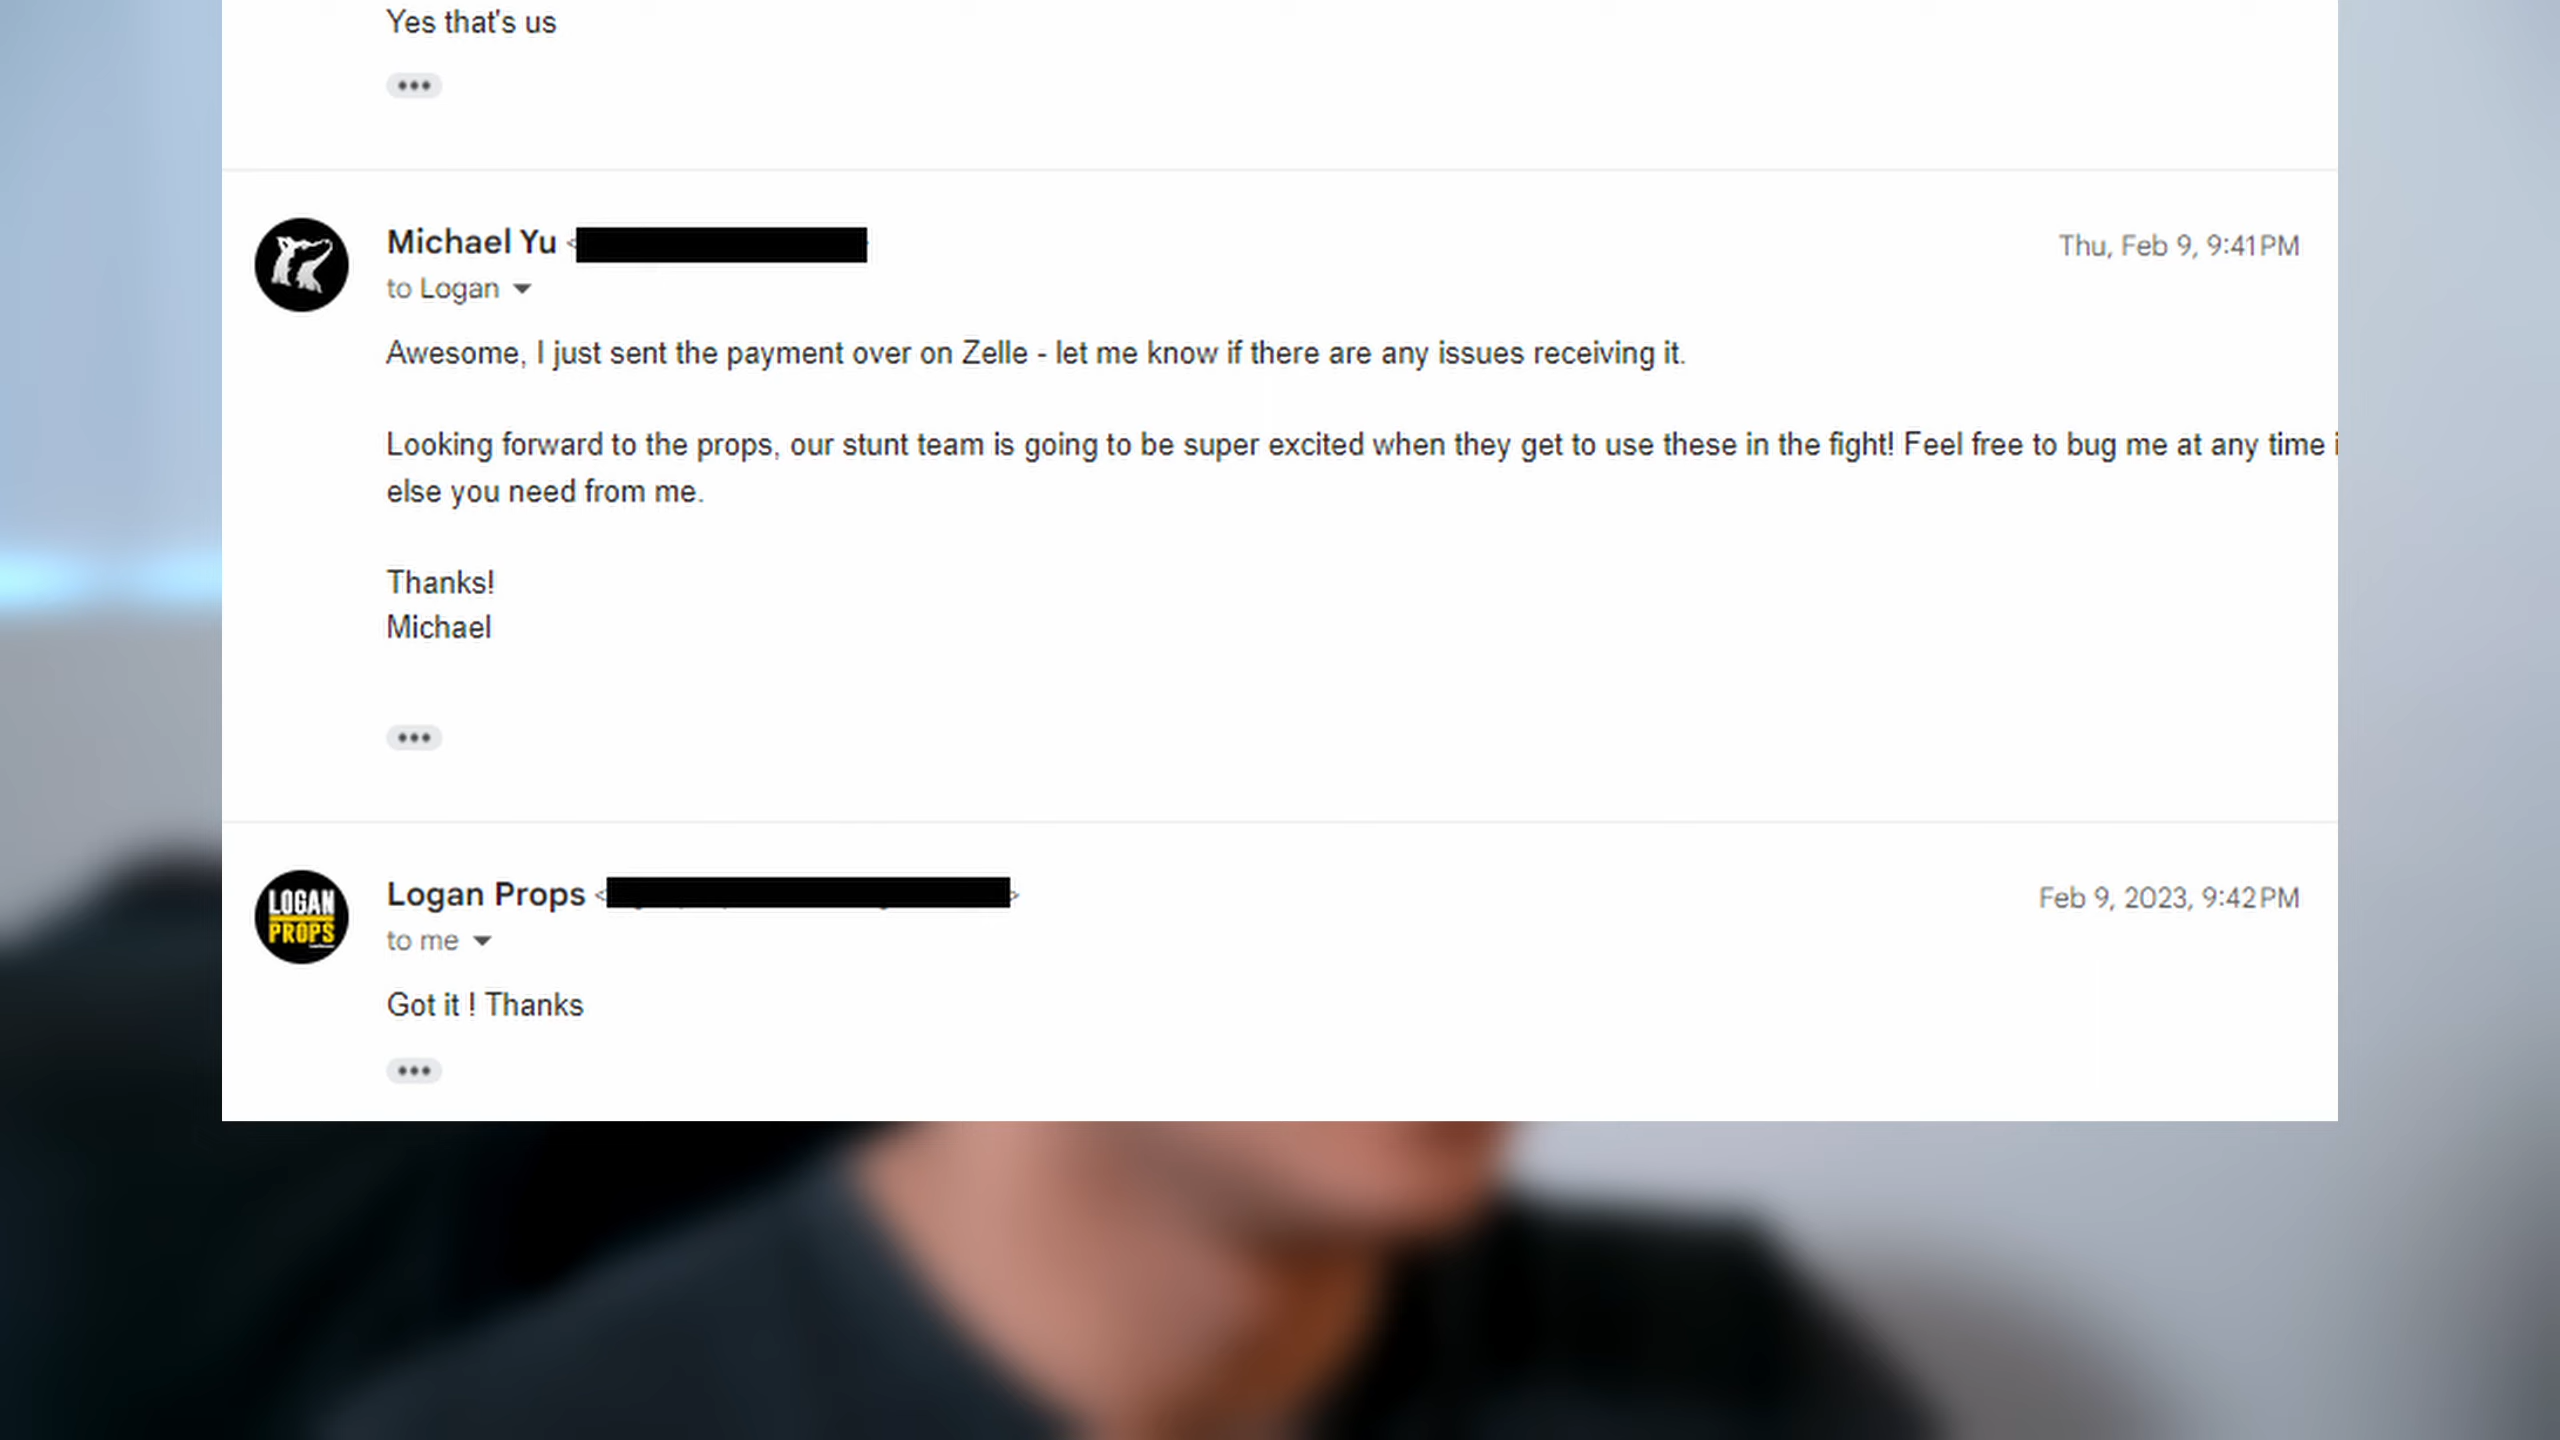 Yes that's us
Michael Yu <
Thu, Feb 9, 9:41 PM
to Logan
Awesome, I just sent the payment over on Zelle - let me know if there are any issues receiving it.
Looking forward to the props, our stunt team is going to be super excited when they get to use these in the fight! Feel free to bug me at any time
else you need from me.
Thanks!
Michael
LOGAN
PROPS
Logan Props < >
Feb 9, 2023, 9:42 PM
to me
Got it ! Thanks